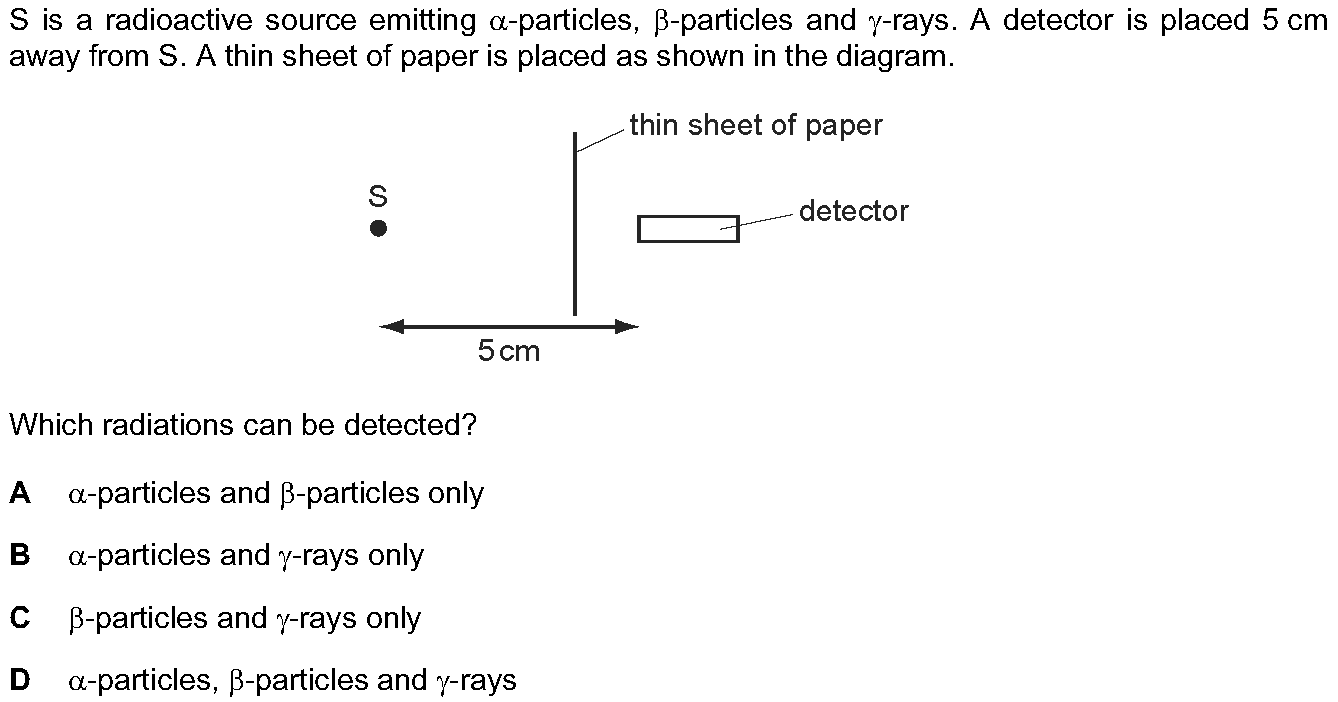 S is a radioactive source emitting α-particles, β-particles and γ-rays. A detector is placed 5 cm
away from S. A thin sheet of paper is placed as shown in the diagram.
thin sheet of paper
S
detector
5 cm
Which radiations can be detected?
A α-particles and β-particles only
B α-particles and γ-rays only
C β-particles and γ-rays only
D α-particles, β-particles and γ-rays